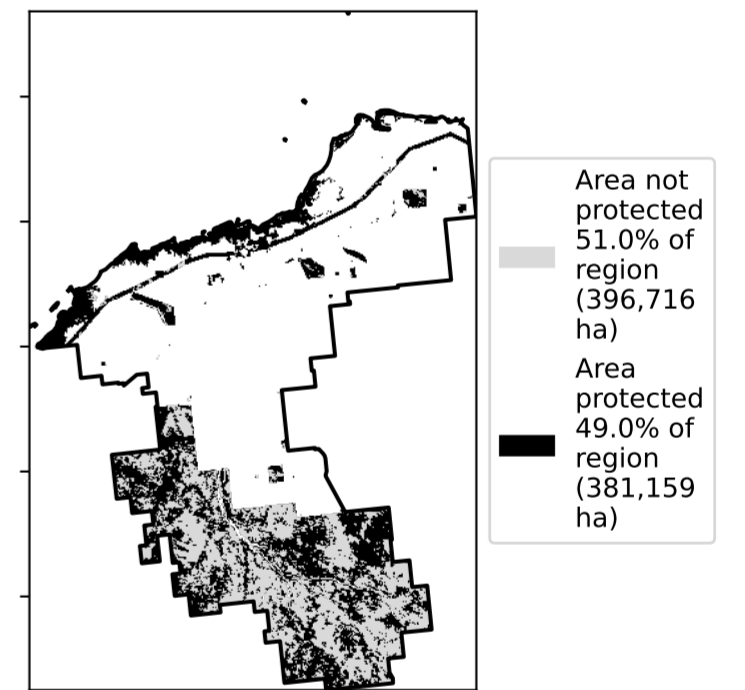 Area not
protected
51.0% of
region
(396,716
ha)
Area
protected
49.0% of
region
(381,159
ha)